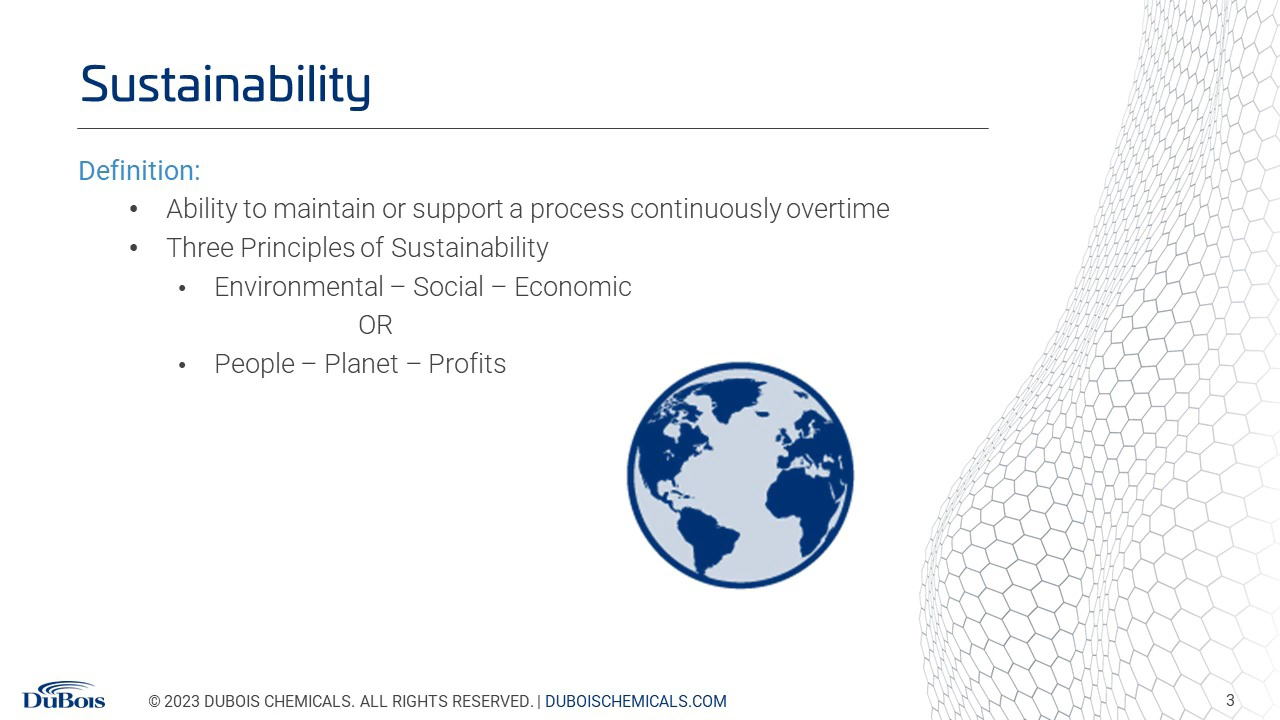 Sustainability
Definition:
• Ability to maintain or support a process continuously overtime
• Three Principles of Sustainability
• Environmental – Social – Economic
OR
• People – Planet – Profits
DuBois
© 2023 DUBOIS CHEMICALS. ALL RIGHTS RESERVED. | DUBOISCHEMICALS.COM
3